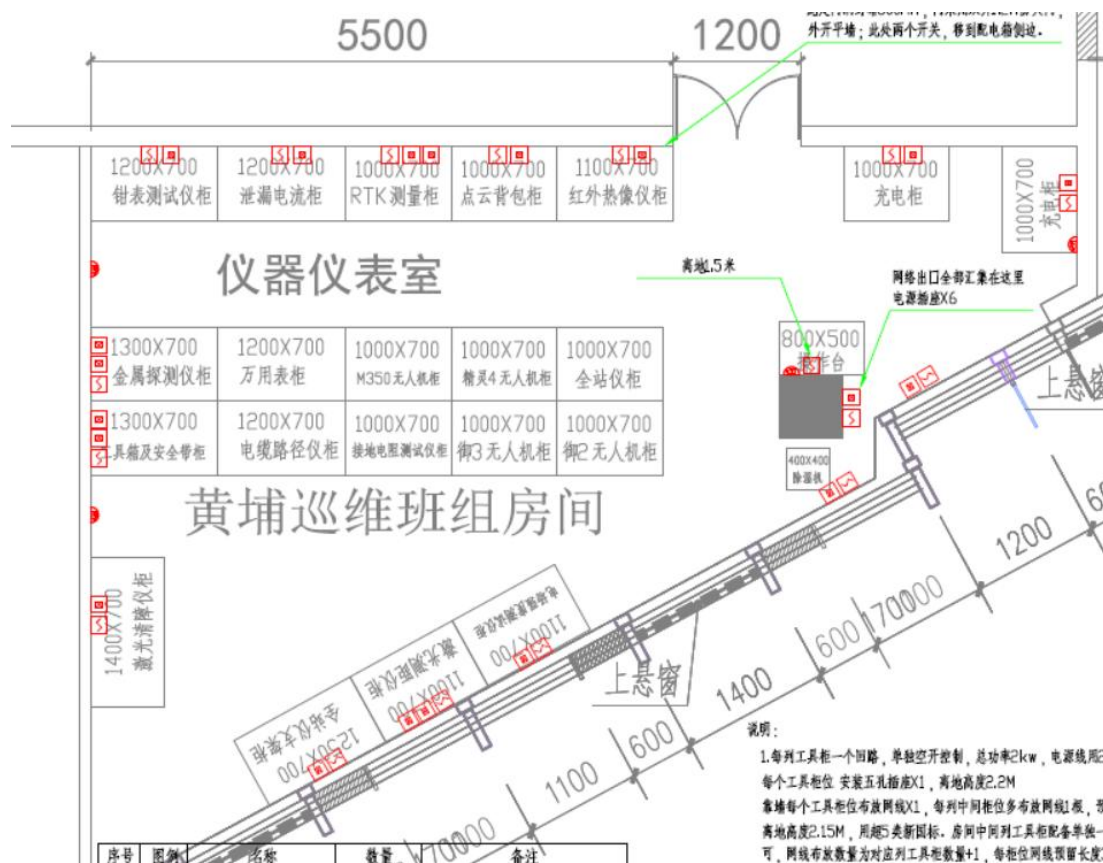 5500
1200
外开平墙；此处两个开关，移到配电箱侧边。
1200X700
钳表测试仪柜
1200X700
泄漏电流柜
1000X700
RTK测量柜
1000X700
点云背包柜
1100X700
红外热像仪柜
1000X700
充电柜
1000X700
充电柜
仪器仪表室
离地1.5米
网络出口全部汇集在这里
电源插座X6
1300X700
金属探测仪柜
1200X700
万用表柜
1000X700
M350无人机柜
1000X700
精灵4无人机柜
1000X700
全站仪柜
800X500
操作台
上悬窗
1300X700
工具箱及安全带柜
1200X700
电缆路径仪柜
1000X700
接地电阻测试仪柜
1000X700
御3无人机柜
1000X700
御2无人机柜
400X400
除湿机
黄埔巡维班组房间
1200
1400X700
激光清障仪柜
1100X700
1100X700
激光测距仪柜
1250X700
全站仪支架柜
上悬窗
600
1400
600
1100
说明：
1.每列工具柜一个回路，单独空开控制，总功率2kw，电源线用
每个工具柜位 安装五孔插座X1，离地高度2.2M
靠墙每个工具柜位布放网线X1，每列中间柜位多布放网线1根，
离地高度2.15M，用超5类新国标。房间中间列工具柜配备单独一
可，网线布放数量为对应列工具柜数量+1，每柜位网线预留长度
序号
图例
名称
数量
备注